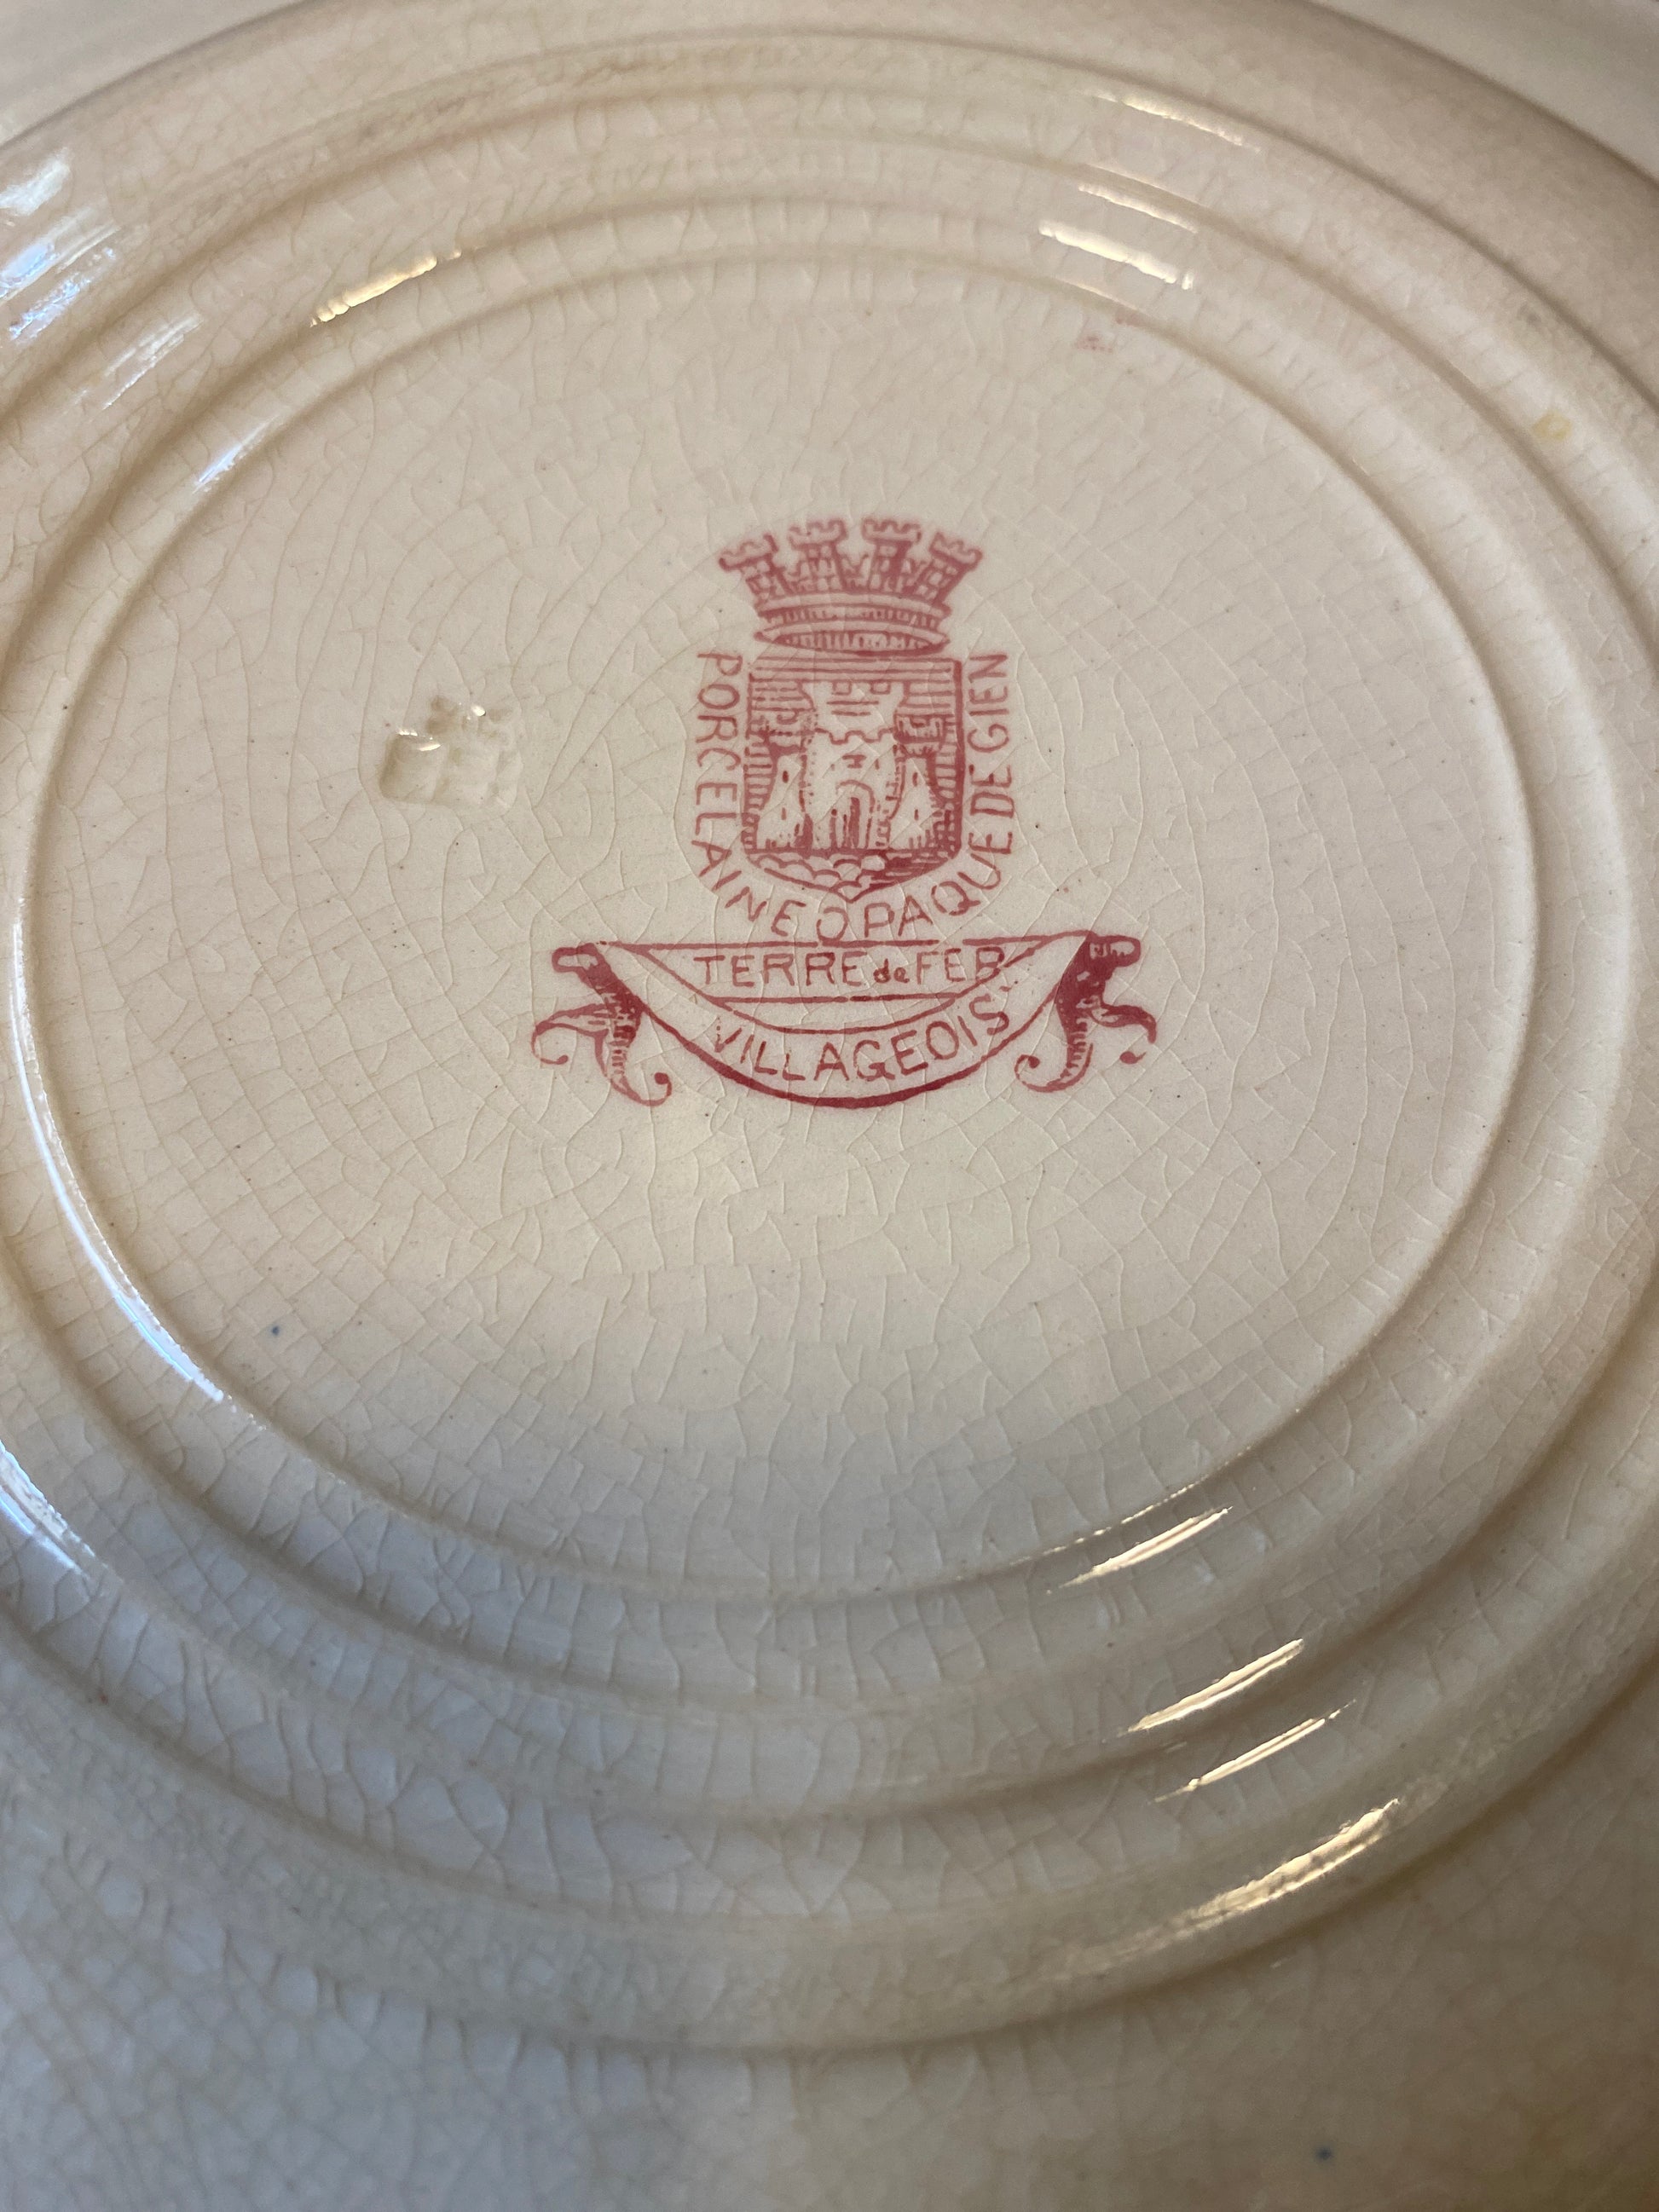 PORCELAINE OPAQUE DE GIEN
TERRE de FER
VILLAGEOIS